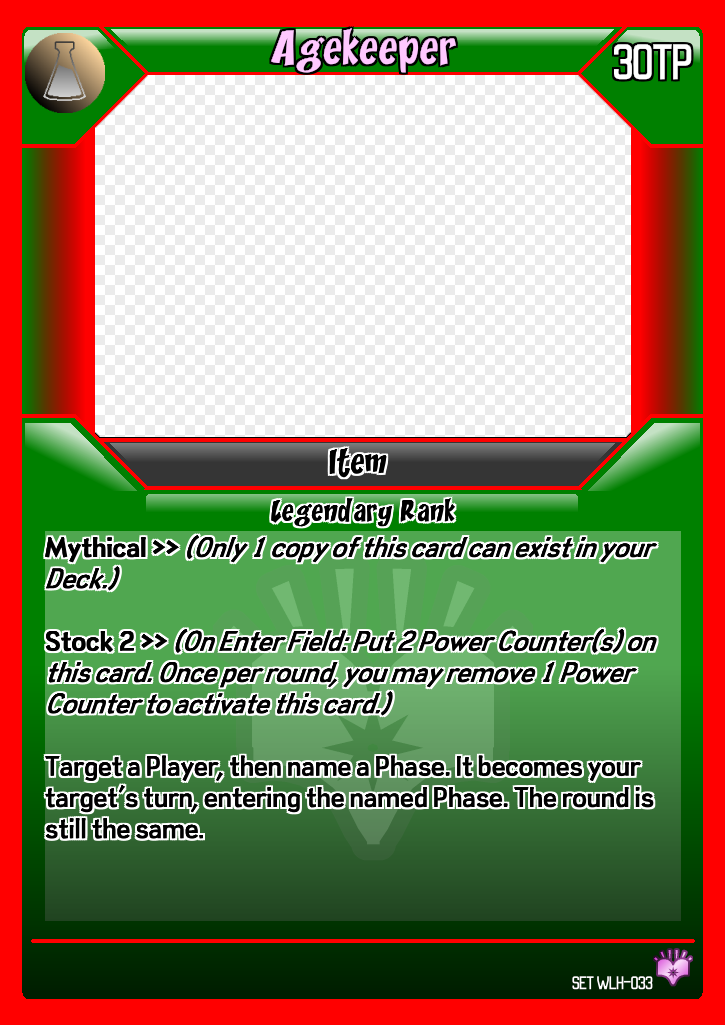 Agekeeper
30TP
Item
Legendary Rank
Mythical >> (Only 1 copy of this card can exist in your
Deck.)
Stock 2 >> (On Enter Field: Put 2 Power Counter(s) on
this card. Once per round, you may remove 1 Power
Counter to activate this card.)
Target a Player, then name a Phase. It becomes your
target's turn, entering the named Phase. The round is
still the same.
SET WLH-033